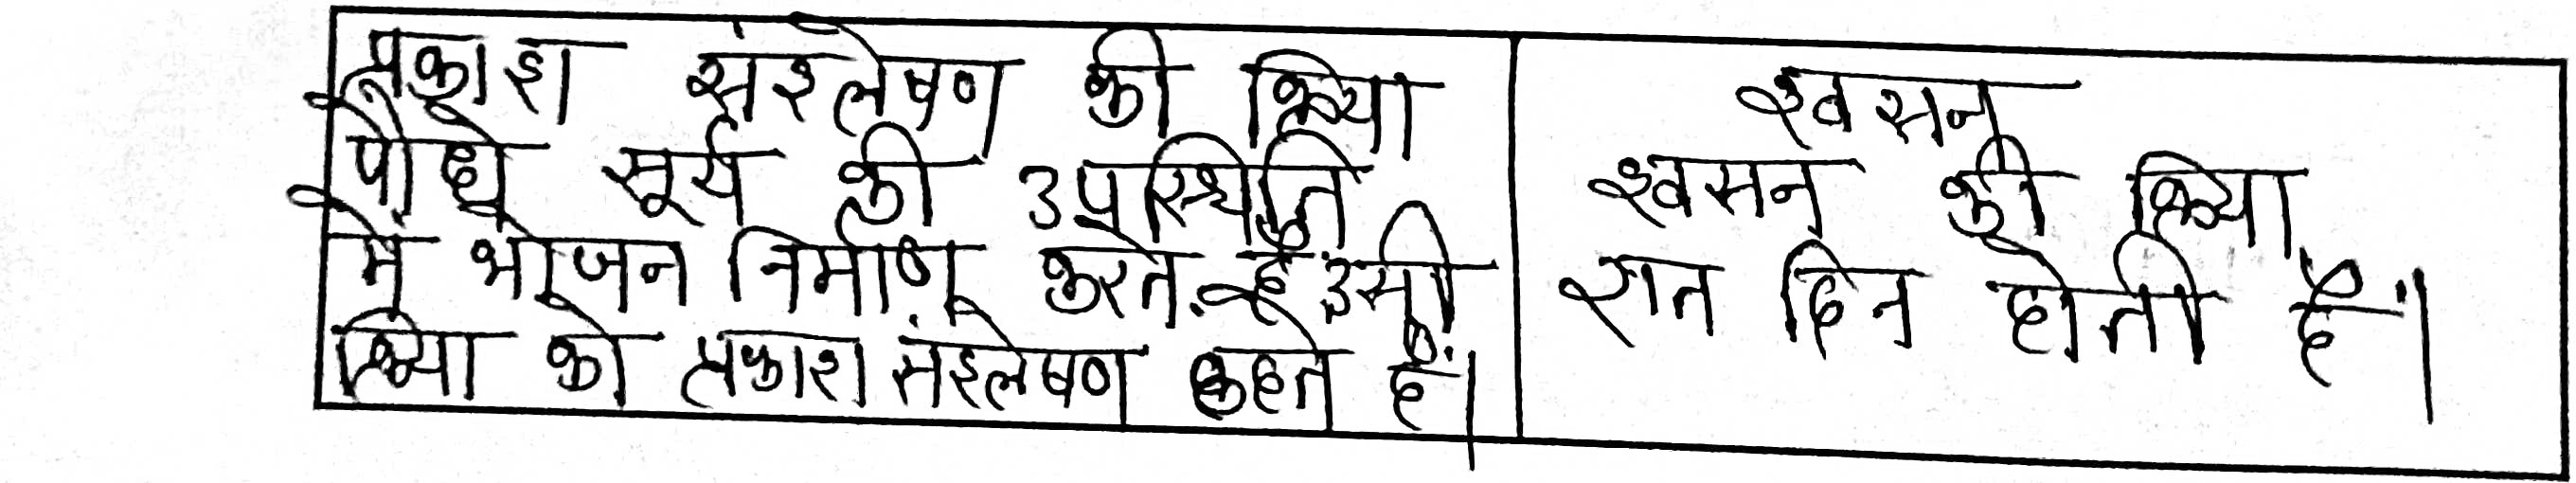 प्रकाश संश्लेषण की क्रिया
पौधे सूर्य की उपस्थिति
में भोजन निर्माण करते हैं उसी
क्रिया को प्रकाश संश्लेषण कहते हैं।
श्वसन
श्वसन की क्रिया
रात दिन होती हैं।